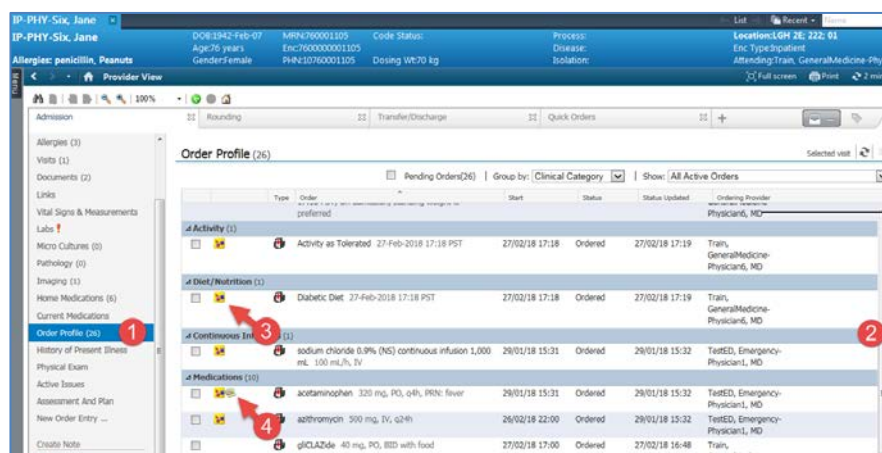 IP-PHY-Six, Jane
List Recent Name
IP-PHY-Six, Jane DOB:1942-Feb-07 MRN:760001105 Code Status: Process: Location:LGH 2E; 222; 01
Age:76 years Enc:7600000001105 Disease: Enc Type:Inpatient
Allergies: penicillin, Peanuts Gender:Female PHN:10760001105 Dosing Wt:70 kg Isolation: Attending:Train, GeneralMedicine-Phy
Menu Provider View Full screen Print 2 min
100%
Admission Rounding Transfer/Discharge Quick Orders +
Allergies (3)
Visits (1)
Documents (2)
Links
Vital Signs & Measurements
Labs !
Micro Cultures (0)
Pathology (0)
Imaging (1)
Home Medications (6)
Current Medications
Order Profile (26) 1
History of Present Illness
Physical Exam
Active Issues
Assessment And Plan
New Order Entry ...
Create Note
Order Profile (26) Selected visit
Pending Orders(26) Group by: Clinical Category Show: All Active Orders
Type Order Start Status Status Updated Ordering Provider
preferred Physician6, MD
Activity (1)
Activity as Tolerated 27-Feb-2018 17:18 PST 27/02/18 17:18 Ordered 27/02/18 17:19 Train,
GeneralMedicine-
Physician6, MD
Diet/Nutrition (1)
Diabetic Diet 27-Feb-2018 17:18 PST 27/02/18 17:18 Ordered 27/02/18 17:19 Train,
GeneralMedicine-
Physician6, MD
3
2
Continuous (1)
sodium chloride 0.9% (NS) continuous infusion 1,000 29/01/18 15:31 Ordered 29/01/18 15:32 TestED, Emergency-
mL 100 mL/h, IV Physician1, MD
Medications (10)
acetaminophen 320 mg, PO, q4h, PRN: fever 29/01/18 15:31 Ordered 29/01/18 15:32 TestED, Emergency-
Physician1, MD
4
azithromycin 500 mg, IV, q24h 26/02/18 22:00 Ordered 29/01/18 15:32 TestED, Emergency-
Physician1, MD
gliCLAZide 40 mg, PO, BID with food 27/02/18 17:00 Ordered 27/02/18 16:48 Train,